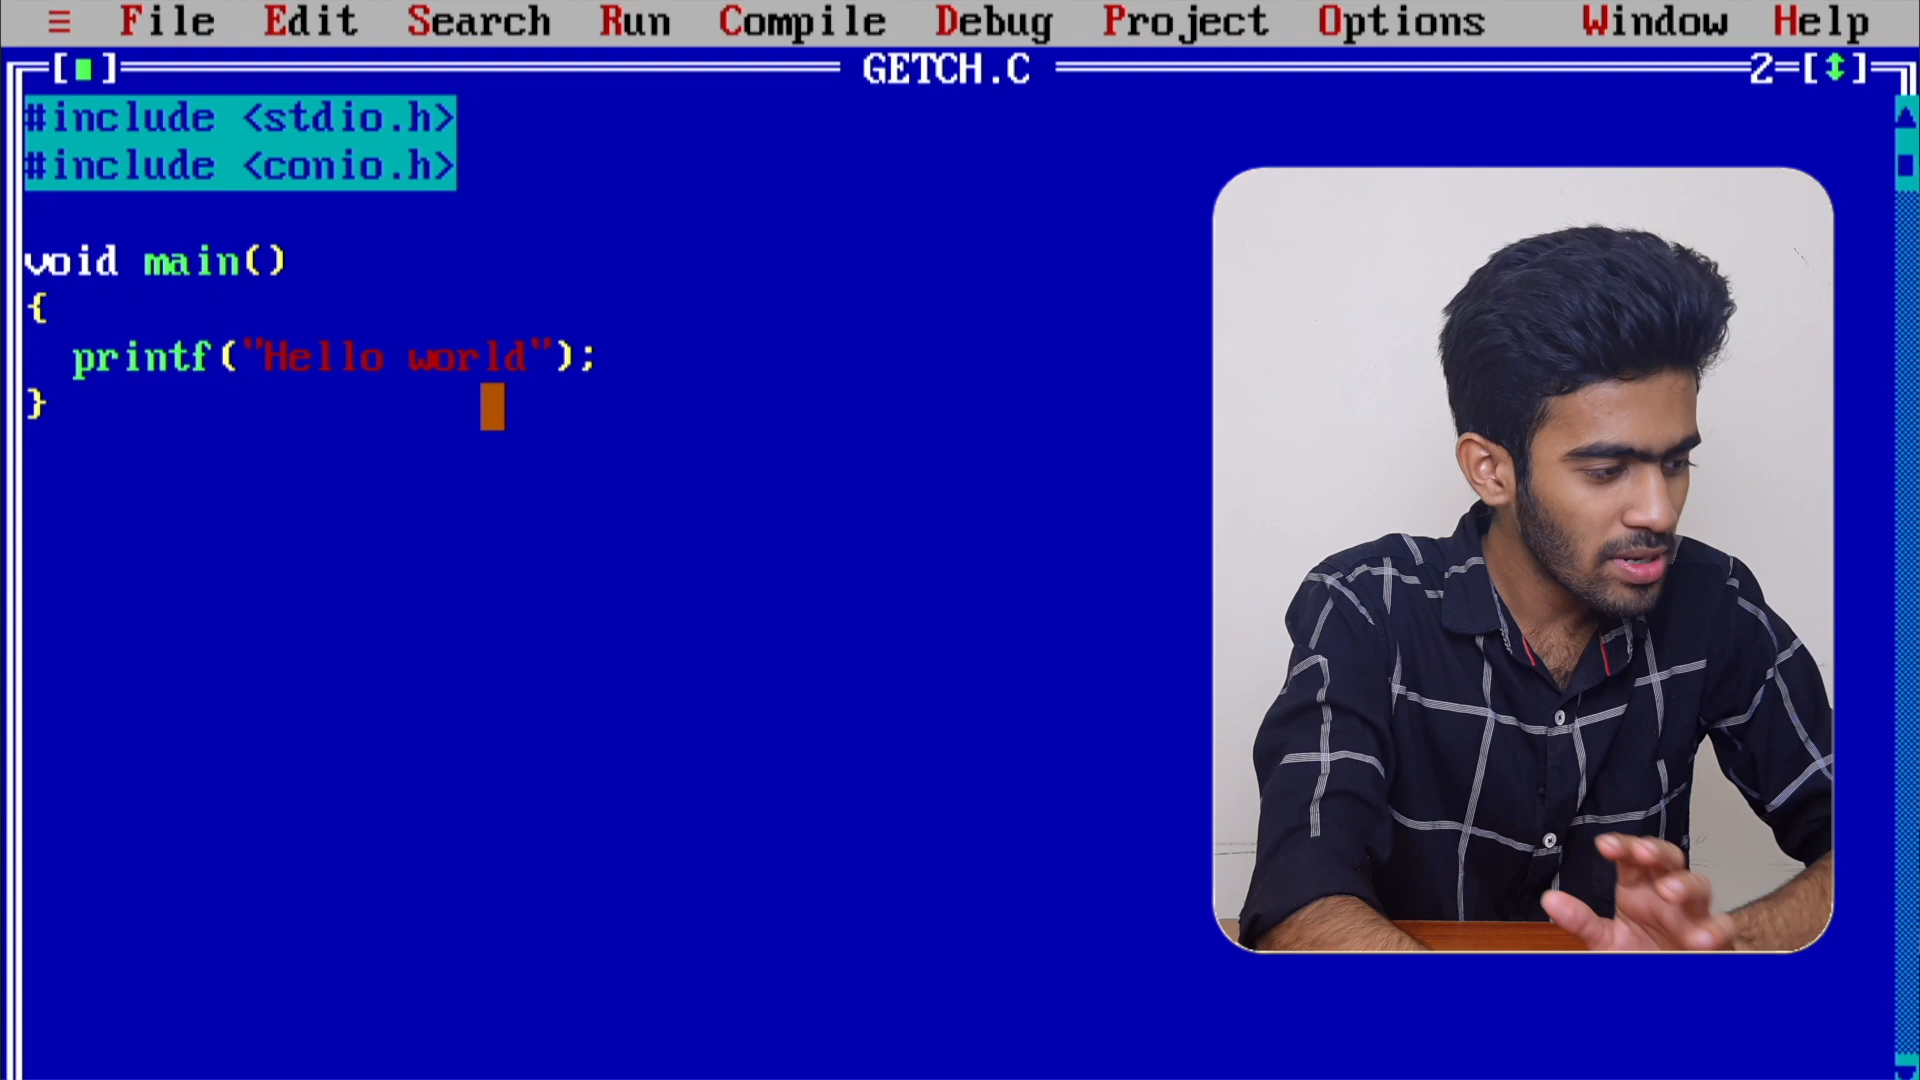 ≡ File Edit Search Run Compile Debug Project Options Window Help
[■] GETCH.C 2=[↕]
#include <stdio.h>
#include <conio.h>
void main()
{
printf("Hello world");
}